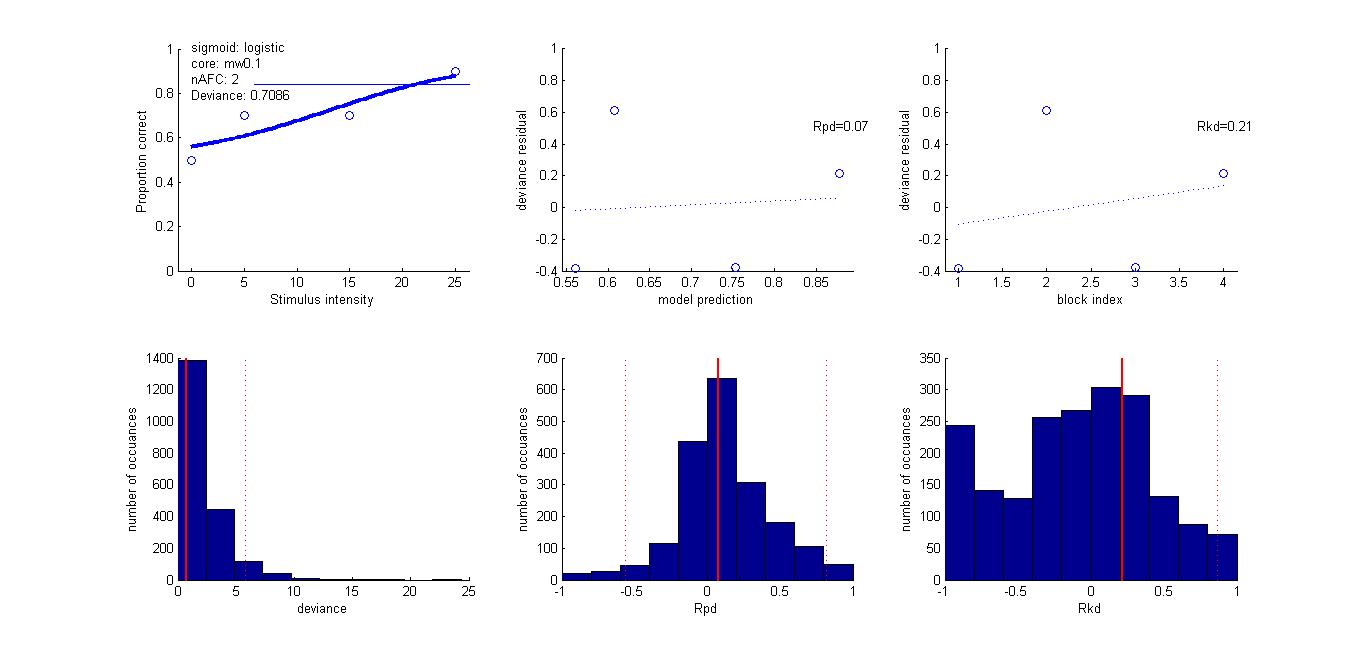 sigmoid: logistic
core: mw0.1
nAFC: 2
Deviance: 0.7086
1
0.8
0.6
0.4
0.2
0
Proportion correct
0 5 10 15 20 25
Stimulus intensity
1
0.8
0.6
0.4
0.2
0
-0.2
-0.4
deviance residual
Rpd=0.07
0.55 0.6 0.65 0.7 0.75 0.8 0.85
model prediction
1
0.8
0.6
0.4
0.2
0
-0.2
-0.4
deviance residual
Rkd=0.21
1 1.5 2 2.5 3 3.5 4
block index
1400
1200
1000
800
600
400
200
0
number of occuances
0 5 10 15 20 25
deviance
700
600
500
400
300
200
100
0
number of occuances
-1 -0.5 0 0.5 1
Rpd
350
300
250
200
150
100
50
0
number of occuances
-1 -0.5 0 0.5 1
Rkd